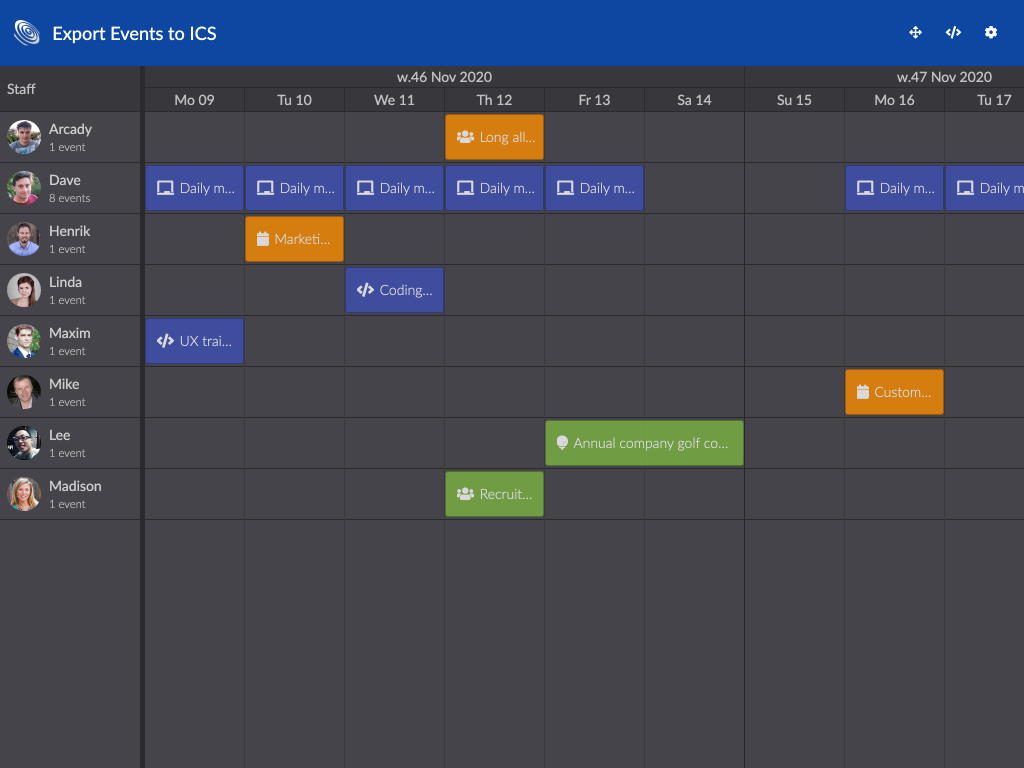 Export Events to ICS
Staff
w.46 Nov 2020
w.47 Nov 2020
Mo 09
Tu 10
We 11
Th 12
Fr 13
Sa 14
Su 15
Mo 16
Tu 17
Arcady
1 event
Long all...
Dave
8 events
Daily m...
Daily m...
Daily m...
Daily m...
Daily m...
Daily m...
Daily m
Henrik
1 event
Marketi...
Linda
1 event
Coding...
Maxim
1 event
UX trai...
Mike
1 event
Custom...
Lee
1 event
Annual company golf co...
Madison
1 event
Recruit...